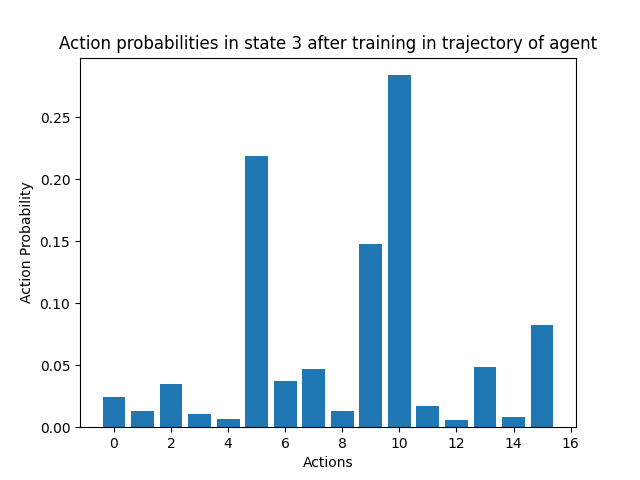 Action probabilities in state 3 after training in trajectory of agent
Action Probability
0.25
0.20
0.15
0.10
0.05
0.00
0 2 4 6 8 10 12 14 16
Actions